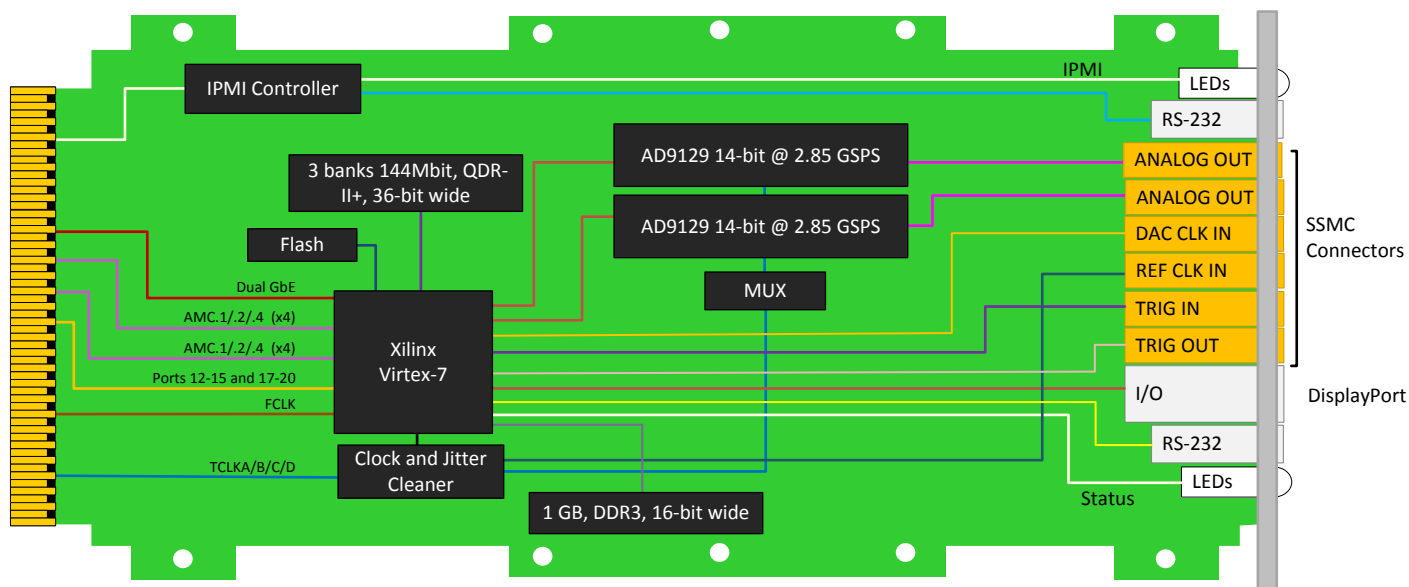 IPMI
LEDs
IPMI Controller
RS-232
AD9129 14-bit @ 2.85 GSPS
ANALOG OUT
3 banks 144Mbit, QDR-
II+, 36-bit wide
ANALOG OUT
AD9129 14-bit @ 2.85 GSPS
SSMC
Connectors
Flash
DAC CLK IN
REF CLK IN
Dual GbE
MUX
AMC.1/.2/.4 (x4)
TRIG IN
AMC.1/.2/.4 (x4)
Xilinx
Virtex-7
TRIG OUT
Ports 12-15 and 17-20
I/O
DisplayPort
FCLK
RS-232
TCLKA/B/C/D
Clock and Jitter
Cleaner
LEDs
Status
1 GB, DDR3, 16-bit wide